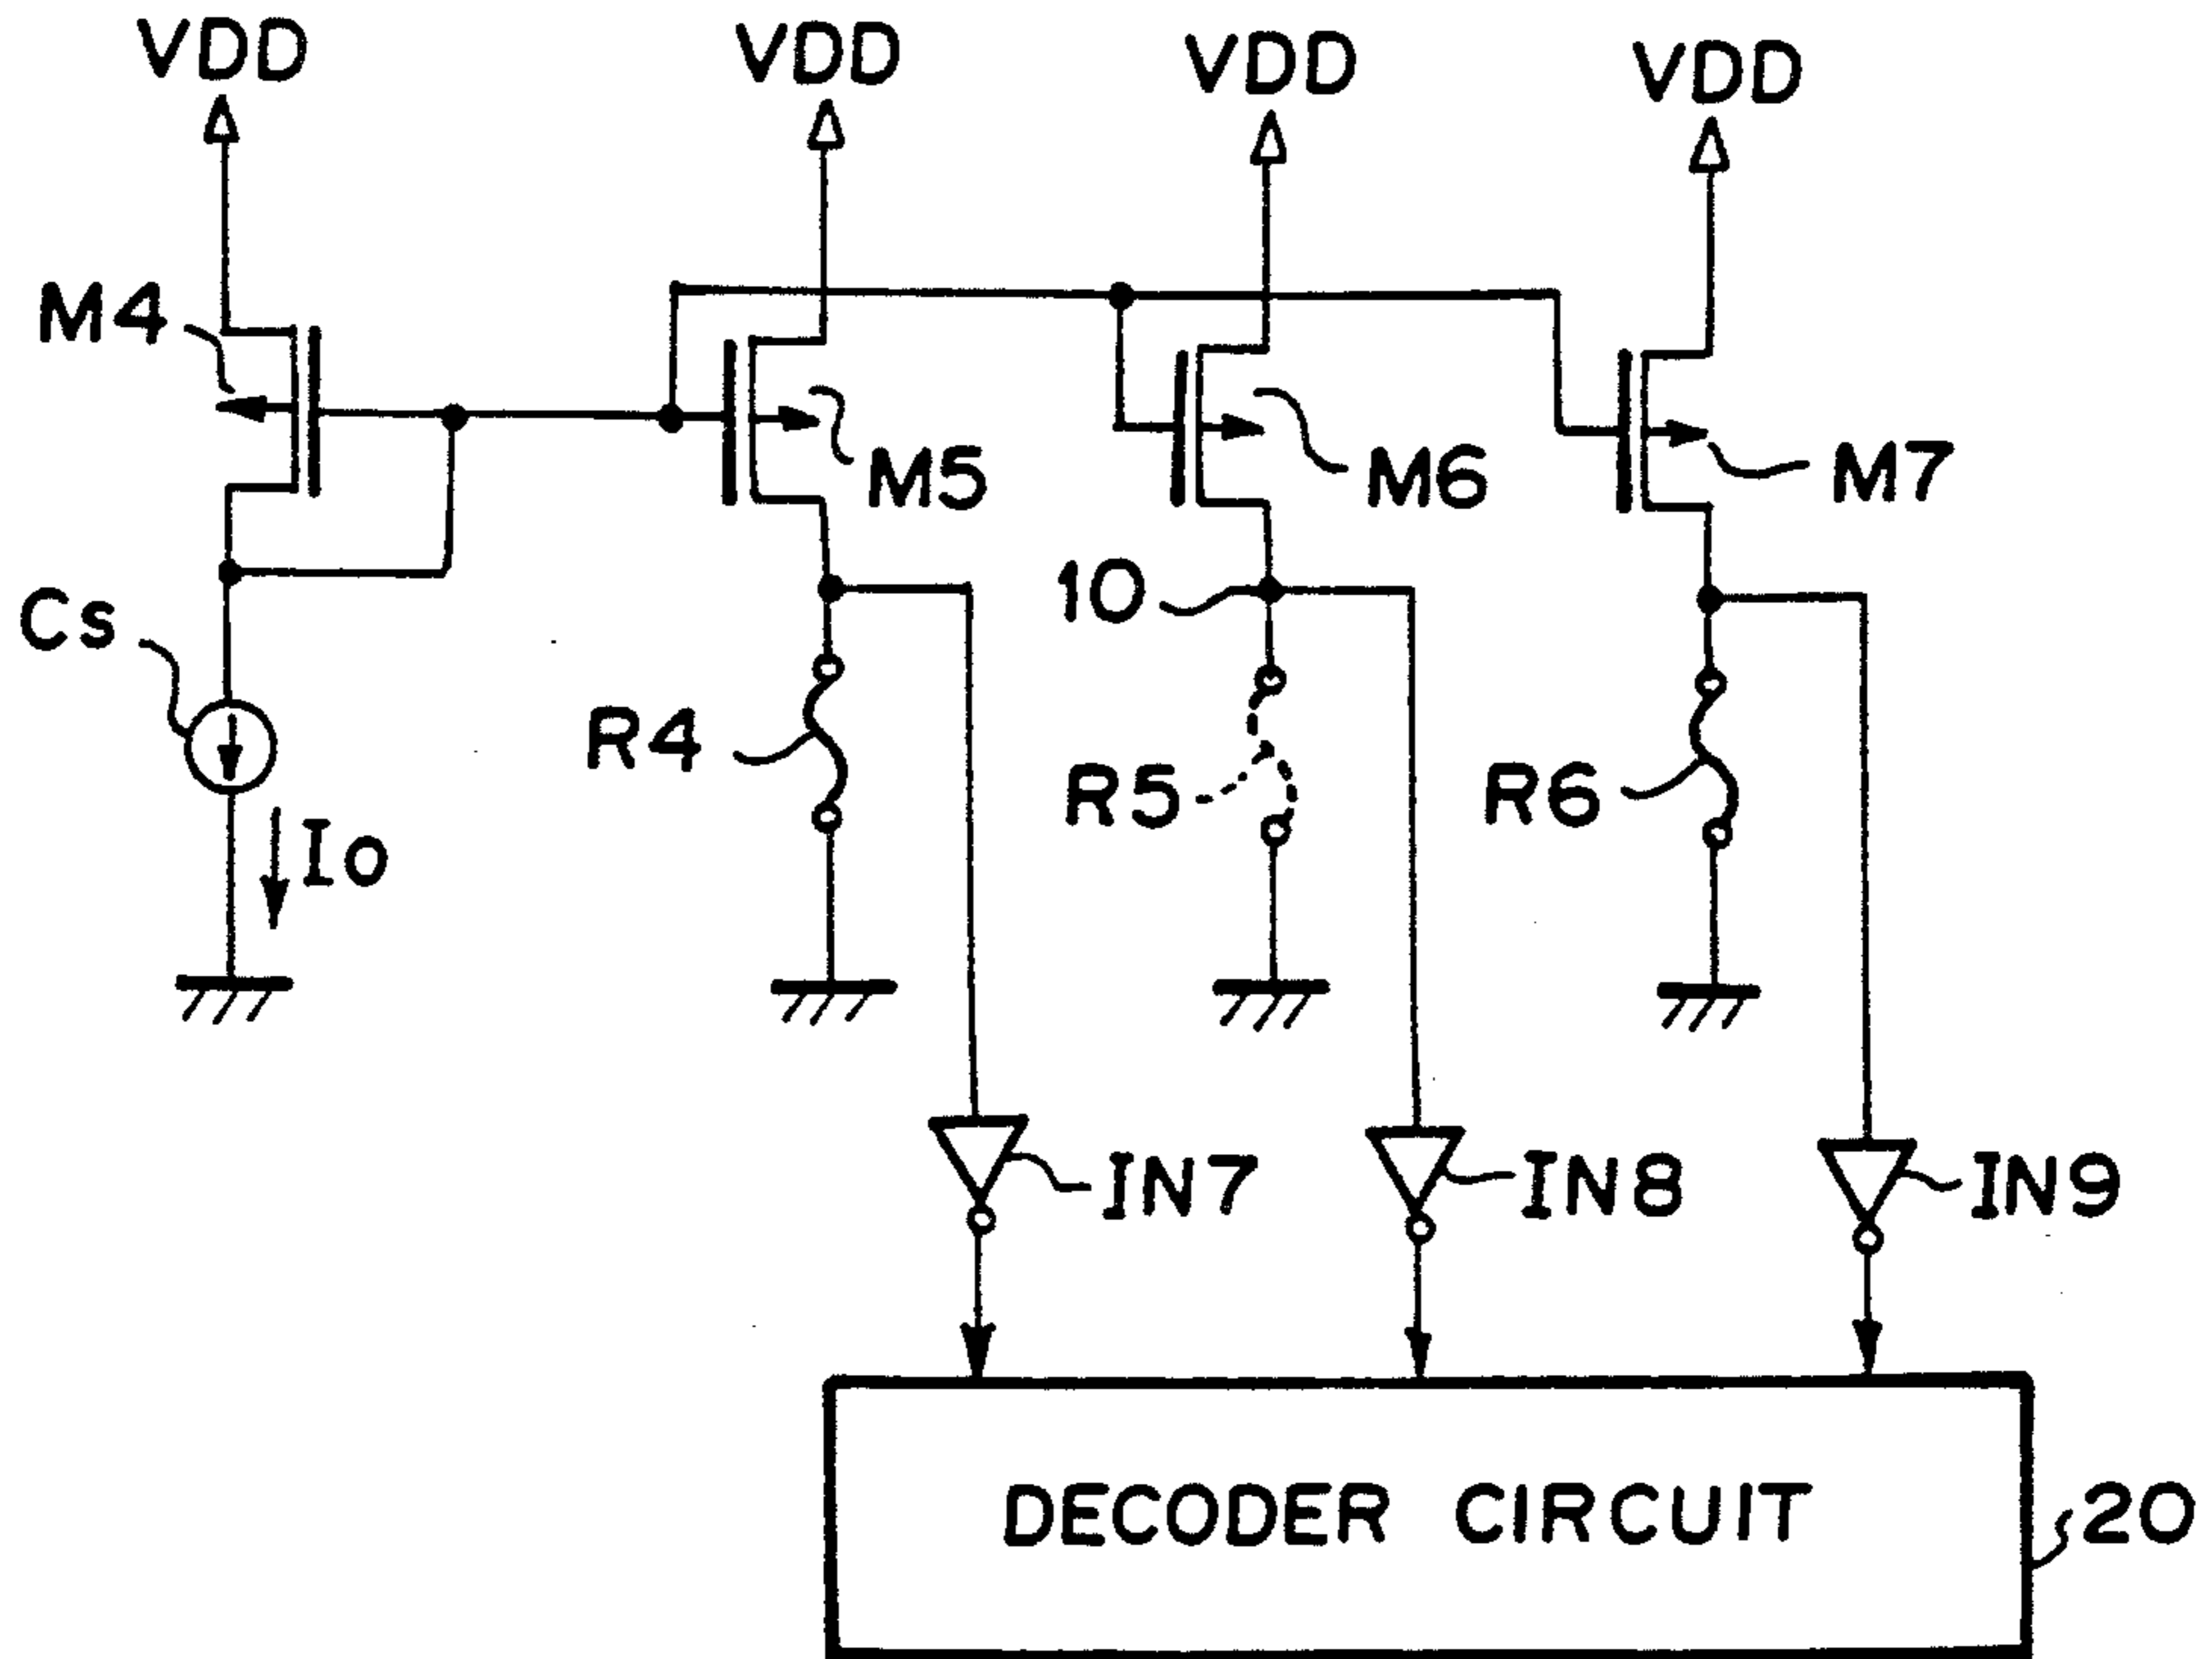 VDD
VDD
VDD
VDD
M4
M5
M6
M7
10
Cs
R4
R5
R6
Io
IN7
IN8
IN9
DECODER CIRCUIT
20